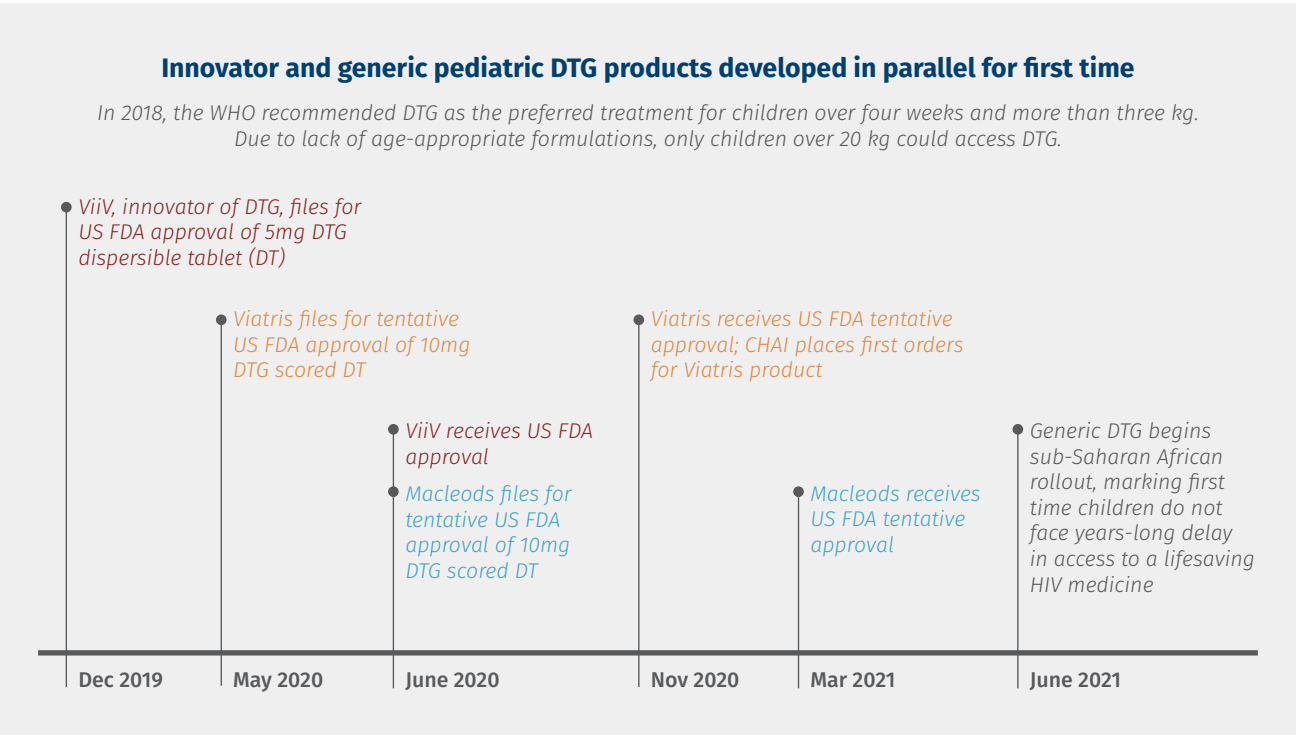 Innovator and generic pediatric DTG products developed in parallel for first time
In 2018, the WHO recommended DTG as the preferred treatment for children over four weeks and more than three kg.
Due to lack of age-appropriate formulations, only children over 20 kg could access DTG.
ViiV, innovator of DTG, files for
US FDA approval of 5mg DTG
dispersible tablet (DT)
Viatris files for tentative
US FDA approval of 10mg
DTG scored DT
Viatris receives US FDA tentative
approval; CHAI places first orders
for Viatris product
ViiV receives US FDA
approval
Macleods files for
tentative US FDA
approval of 10mg
DTG scored DT
Macleods receives
US FDA tentative
approval
Generic DTG begins
sub-Saharan African
rollout, marking first
time children do not
face years-long delay
in access to a lifesaving
HIV medicine
Dec 2019
May 2020
June 2020
Nov 2020
Mar 2021
June 2021